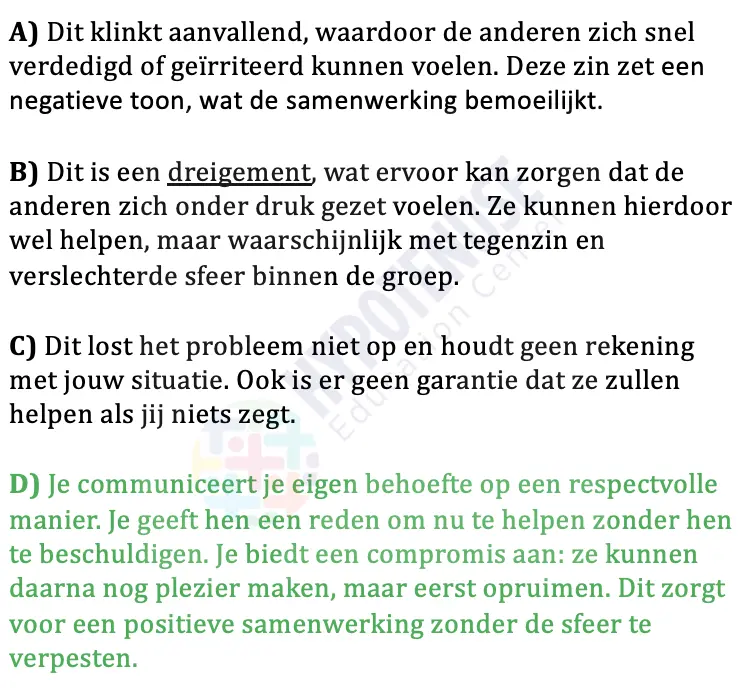 A) Dit klinkt aanvallend, waardoor de anderen zich snel
verdedigd of geïrriteerd kunnen voelen. Deze zin zet een
negatieve toon, wat de samenwerking bemoeilijkt.
B) Dit is een dreigement, wat ervoor kan zorgen dat de
anderen zich onder druk gezet voelen. Ze kunnen hierdoor
wel helpen, maar waarschijnlijk met tegenzin en
verslechterde sfeer binnen de groep.
C) Dit lost het probleem niet op en houdt geen rekening
met jouw situatie. Ook is er geen garantie dat ze zullen
helpen als jij niets zegt.
D) Je communiceert je eigen behoefte op een respectvolle
manier. Je geeft hen een reden om nu te helpen zonder hen
te beschuldigen. Je biedt een compromis aan: ze kunnen
daarna nog plezier maken, maar eerst opruimen. Dit zorgt
voor een positieve samenwerking zonder de sfeer te
verpesten.
HYPOTENUSE
Education Center